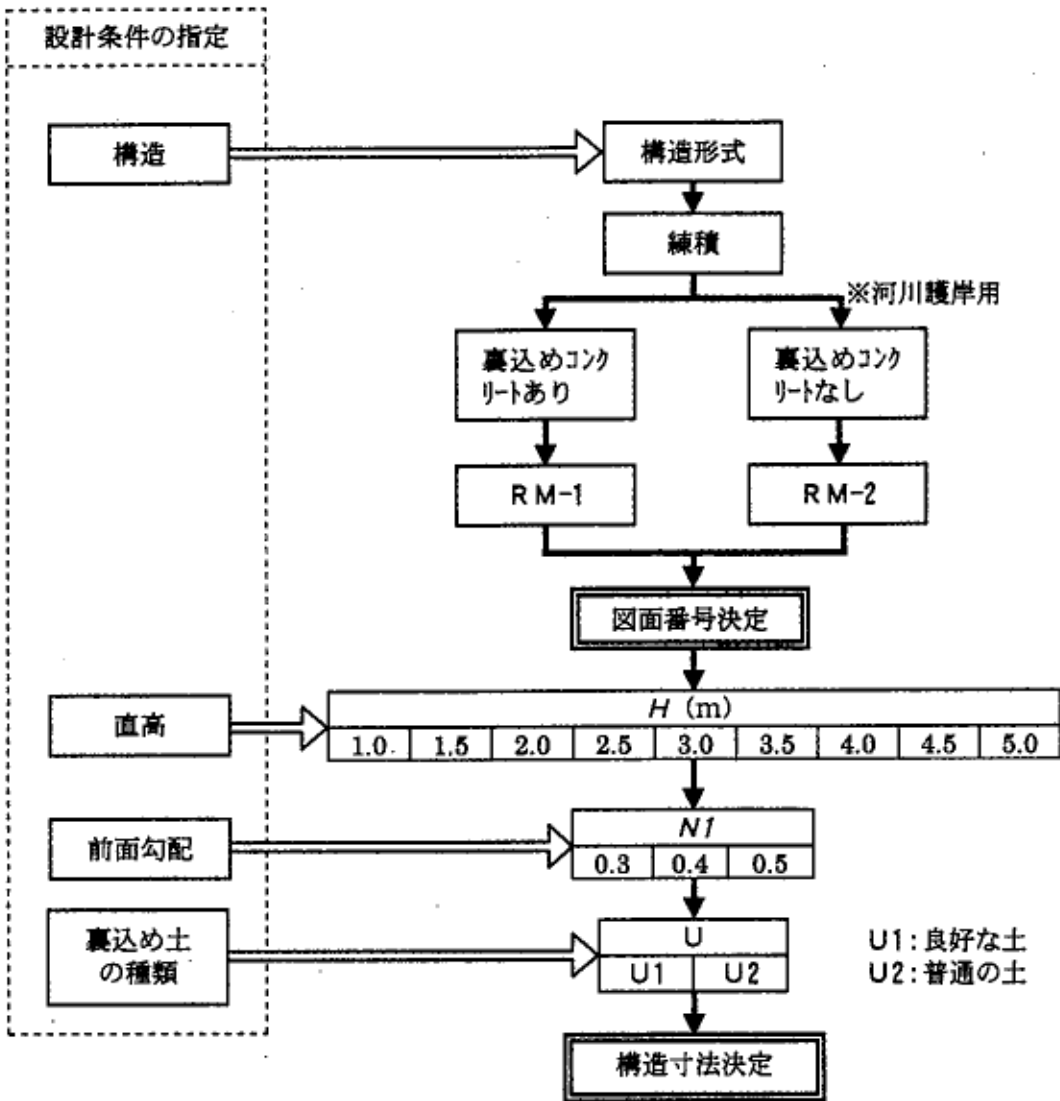 設計条件の指定
構造
構造形式
練積
※河川護岸用
裏込めコンク
リートあり
裏込めコンク
リートなし
RM-1
RM-2
図面番号決定
直高
H (m)
1.0 1.5 2.0 2.5 3.0 3.5 4.0 4.5 5.0
前面勾配
N1
0.3 0.4 0.5
裏込め土
の種類
U
U1 U2
U1:良好な土
U2:普通の土
構造寸法決定